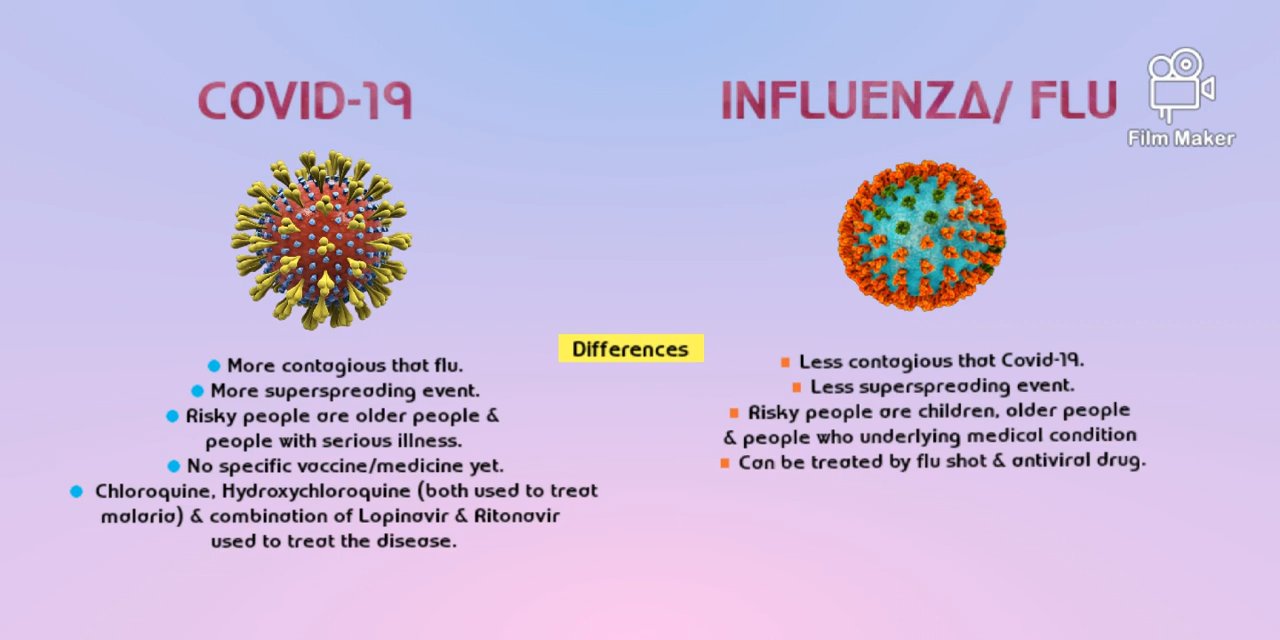 COVID-19
INFLUENZA/ FLU
Film Maker
Differences
More contagious that flu.
More superspreading event.
Risky people are older people &
people with serious illness.
No specific vaccine/medicine yet.
Chloroquine, Hydroxychloroquine (both used to treat
malaria) & combination of Lopinavir & Ritonavir
used to treat the disease.
Less contagious that Covid-19.
Less superspreading event.
Risky people are children, older people
& people who underlying medical condition
Can be treated by flu shot & antiviral drug.